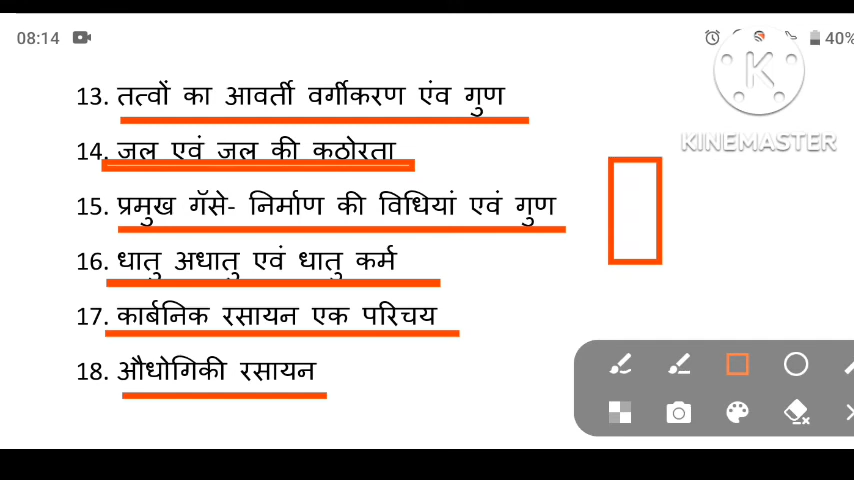 08:14
40%
KINEMASTER
13. तत्वों का आवर्ती वर्गीकरण एंव गुण
14. जल एवं जल की कठोरता
15. प्रमुख गॅसे- निर्माण की विधियां एवं गुण
16. धातु अधातु एवं धातु कर्म
17. कार्बनिक रसायन एक परिचय
18. औधोगिकी रसायन